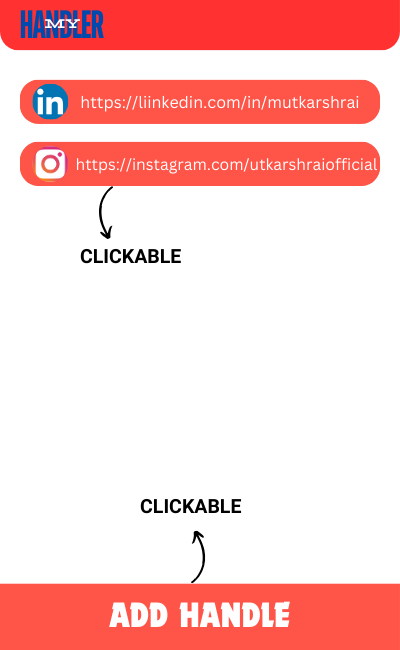 MY
HANDLER
https://liinkedin.com/in/mutkarshrai
https://instagram.com/utkarshraiofficial
CLICKABLE
CLICKABLE
ADD HANDLE